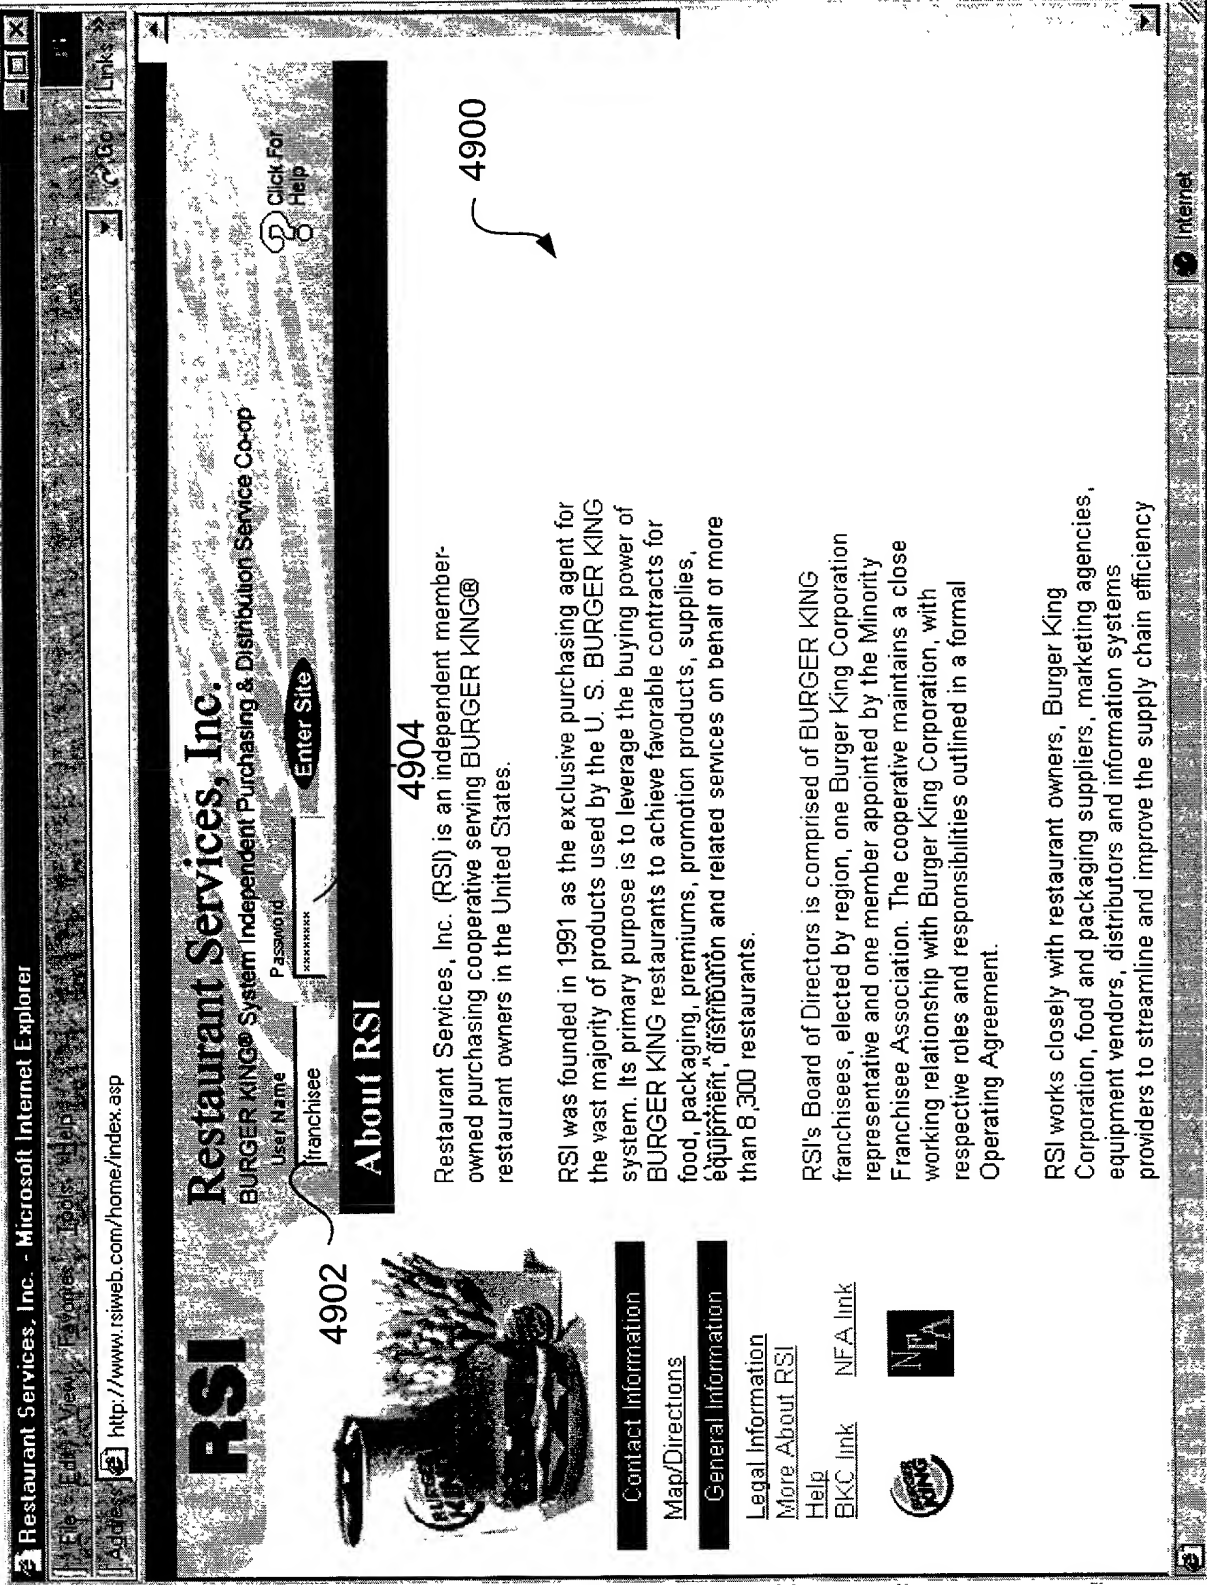 Restaurant Services, Inc. - Microsoft Internet Explorer
File Edit View Favorites Tools Help
Address http://www.rsiweb.com/home/index.asp Go Links »
RSI
Restaurant Services, Inc.
BURGER KING® System Independent Purchasing & Distribution Service Co-op
User Name Password
franchisee ******** Enter Site
Click For
Help
About RSI
4902
4904
4900
Restaurant Services, Inc. (RSI) is an independent member-
owned purchasing cooperative serving BURGER KING®
restaurant owners in the United States.
RSI was founded in 1991 as the exclusive purchasing agent for
the vast majority of products used by the U. S. BURGER KING
system. Its primary purpose is to leverage the buying power of
BURGER KING restaurants to achieve favorable contracts for
food, packaging, premiums, promotion products, supplies,
equipment, distribution and related services on behalf of more
than 8,300 restaurants.
RSI's Board of Directors is comprised of BURGER KING
franchisees, elected by region, one Burger King Corporation
representative and one member appointed by the Minority
Franchisee Association. The cooperative maintains a close
working relationship with Burger King Corporation, with
respective roles and responsibilities outlined in a formal
Operating Agreement.
RSI works closely with restaurant owners, Burger King
Corporation, food and packaging suppliers, marketing agencies,
equipment vendors, distributors and information systems
providers to streamline and improve the supply chain efficiency
BURGER
KING
Contact Information
Map/Directions
General Information
Legal Information
More About RSI
Help
BKC link NFA link
BURGER
KING
NFA
Internet